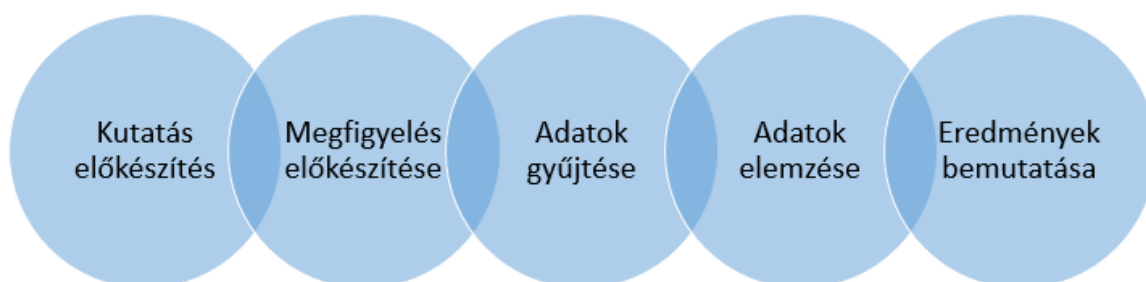 Kutatás
előkészítés
Megfigyelés
előkészítése
Adatok
gyűjtése
Adatok
elemzése
Eredmények
bemutatása